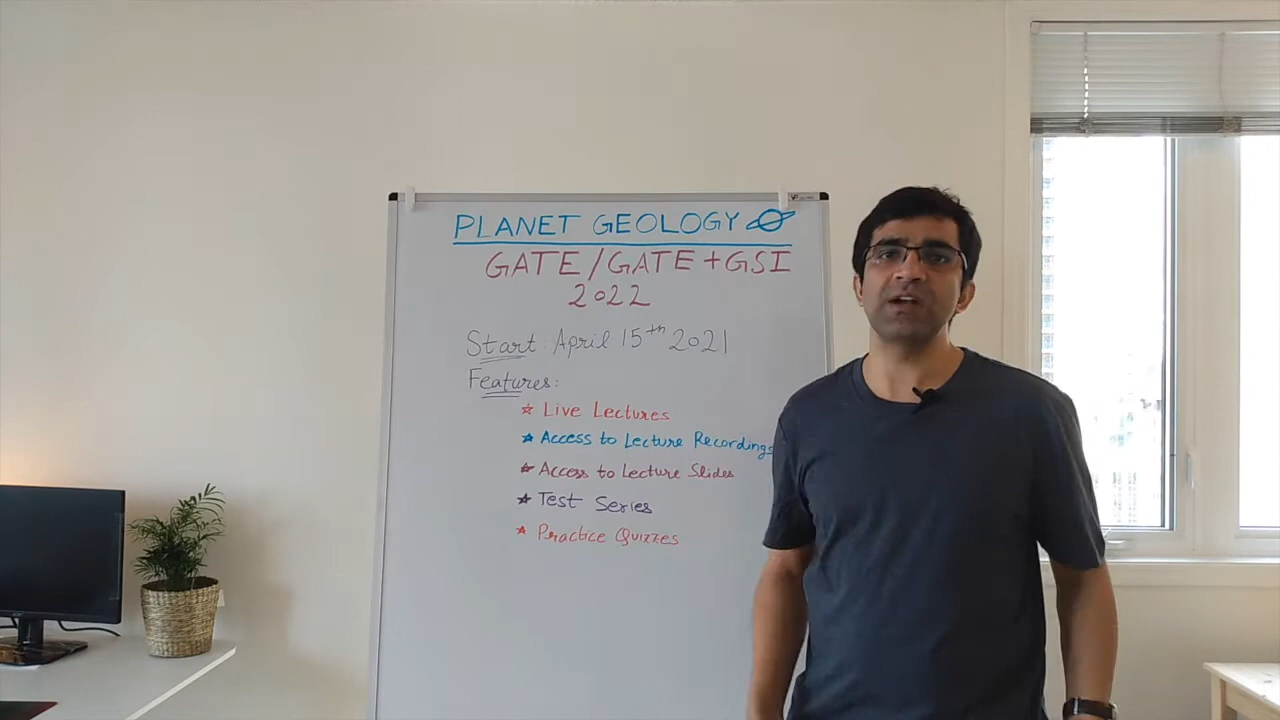 PLANET GEOLOGY
GATE/GATE+GSI
2022
Start: April 15th 2021
Features:
Live Lectures
Access to Lecture Recordings
Access to Lecture Slides
Test Series
Practice Quizzes